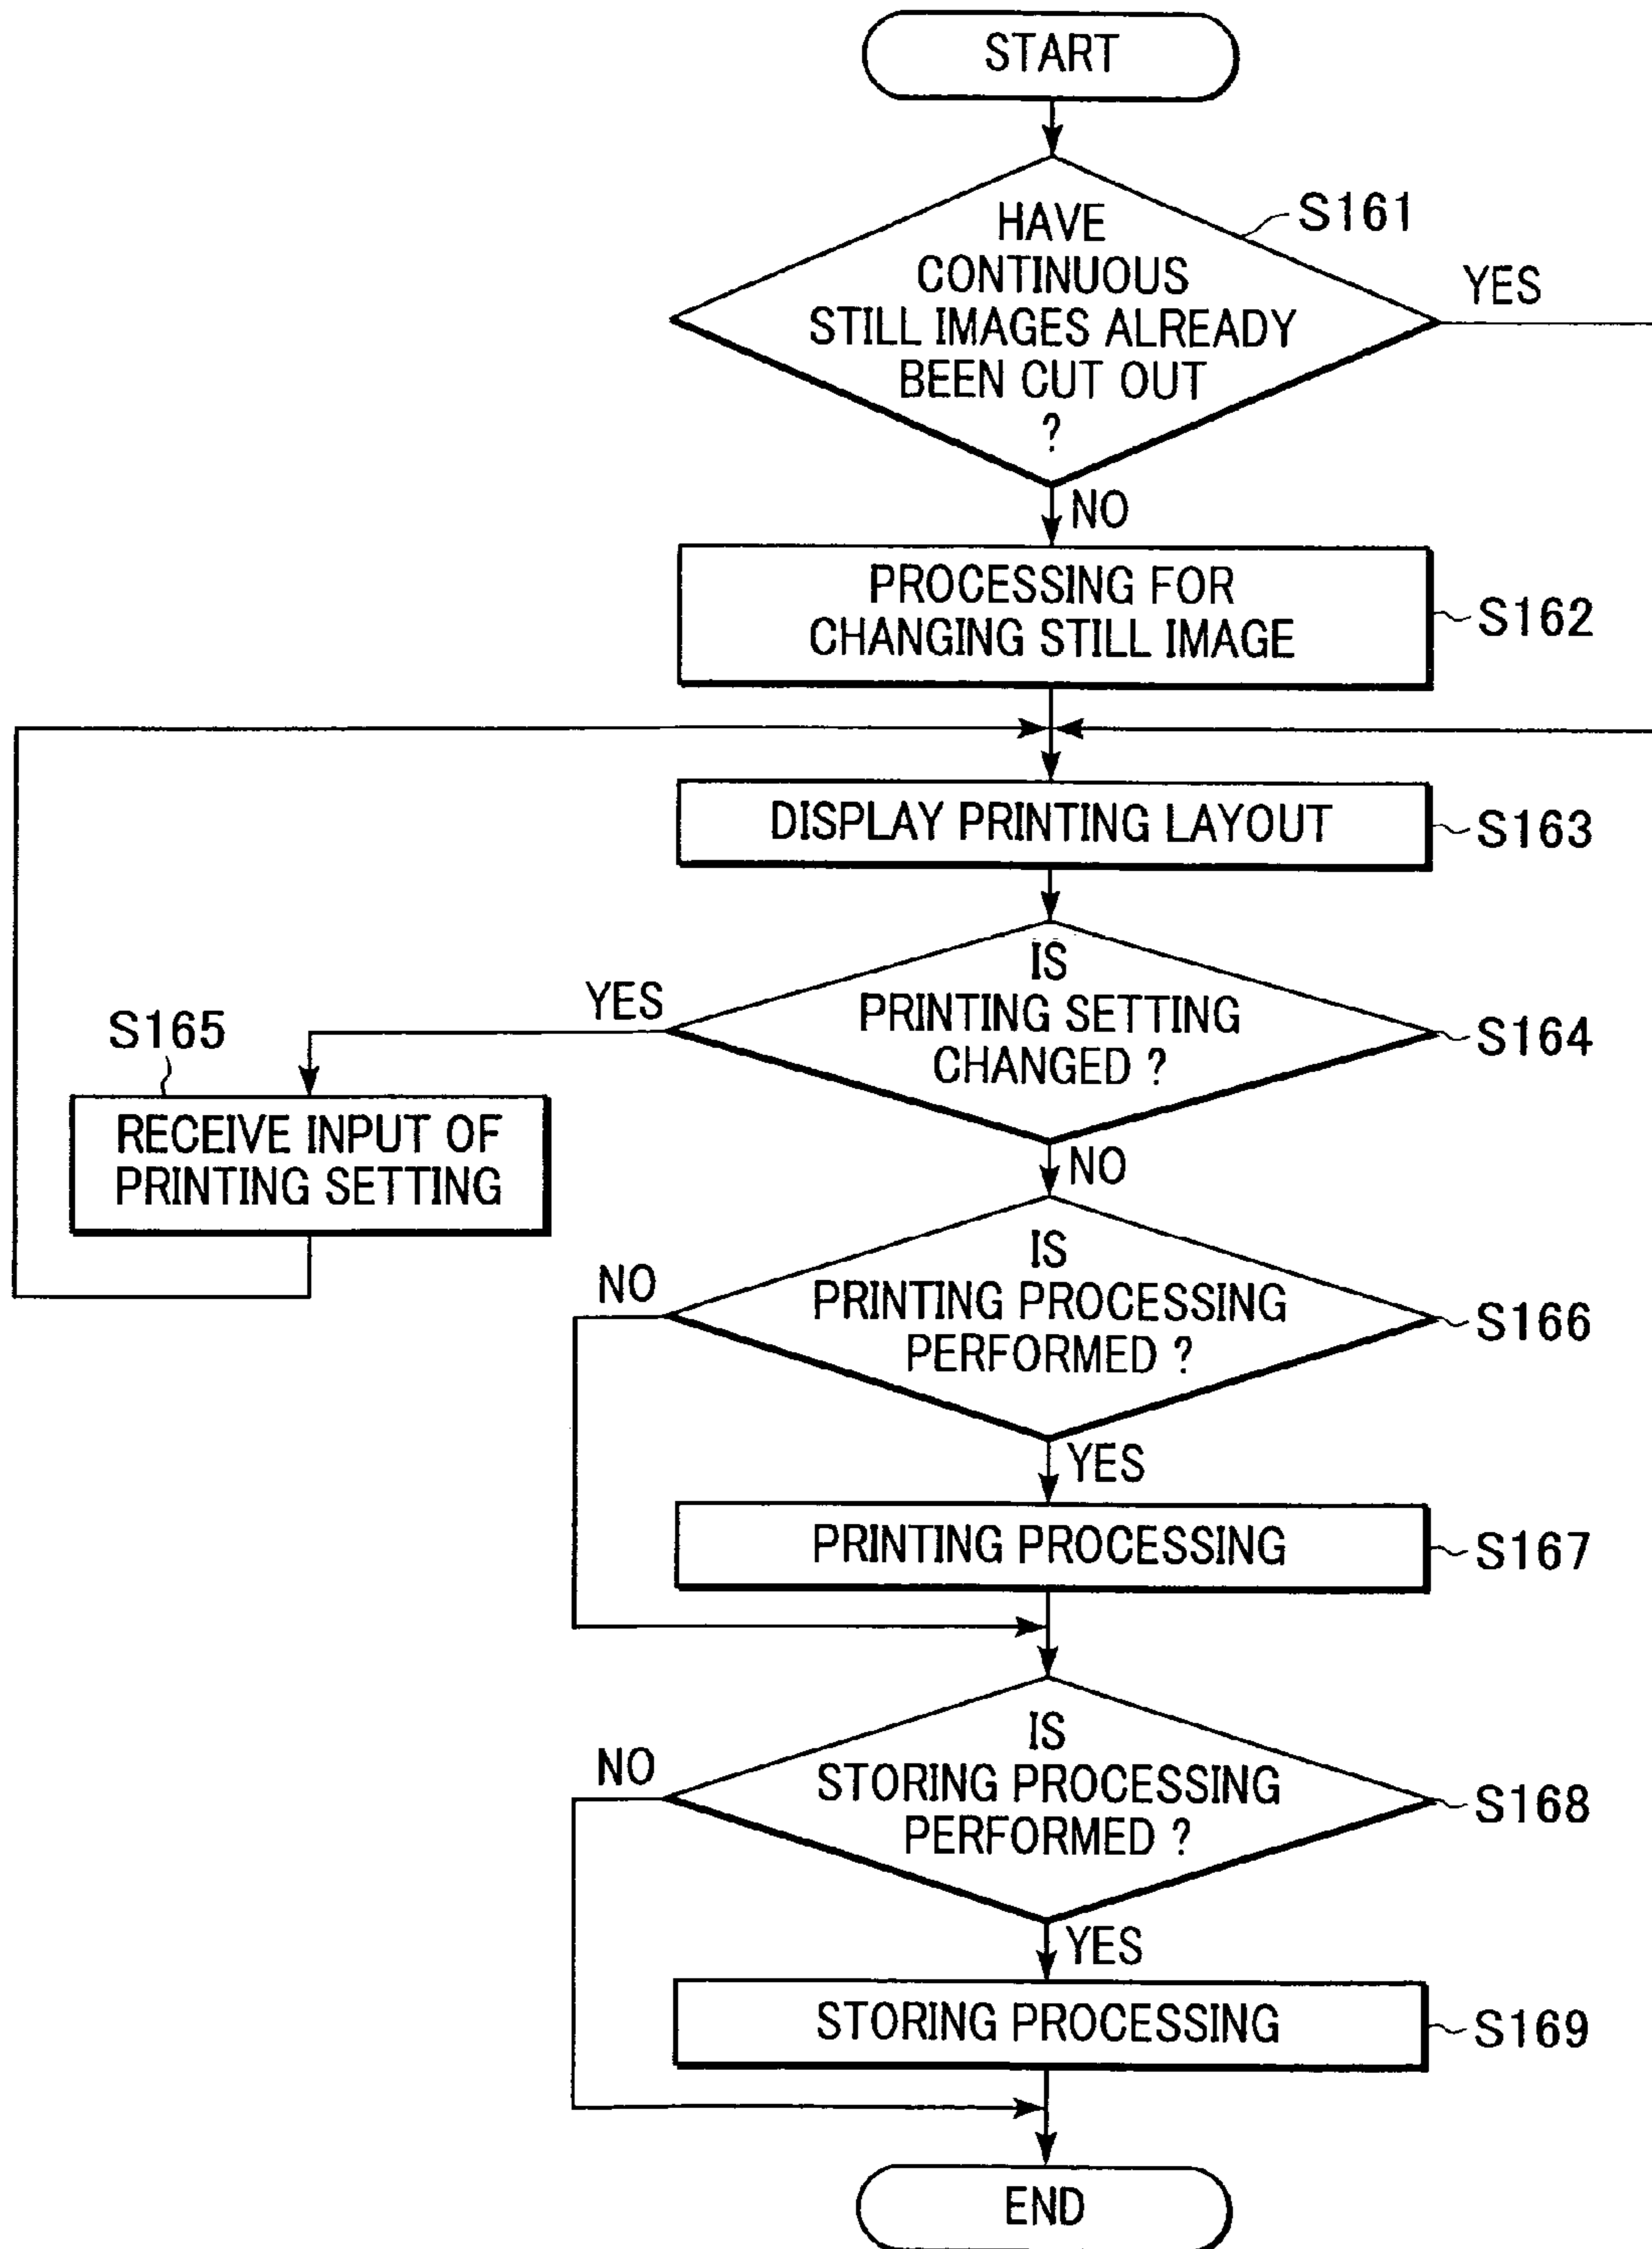 START
HAVE
CONTINUOUS
STILL IMAGES ALREADY
BEEN CUT OUT
?
S161
YES
NO
PROCESSING FOR
CHANGING STILL IMAGE
S162
DISPLAY PRINTING LAYOUT
S163
IS
PRINTING SETTING
CHANGED ?
S164
YES
S165
RECEIVE INPUT OF
PRINTING SETTING
NO
IS
PRINTING PROCESSING
PERFORMED ?
S166
NO
YES
PRINTING PROCESSING
S167
IS
STORING PROCESSING
PERFORMED ?
S168
NO
YES
STORING PROCESSING
S169
END